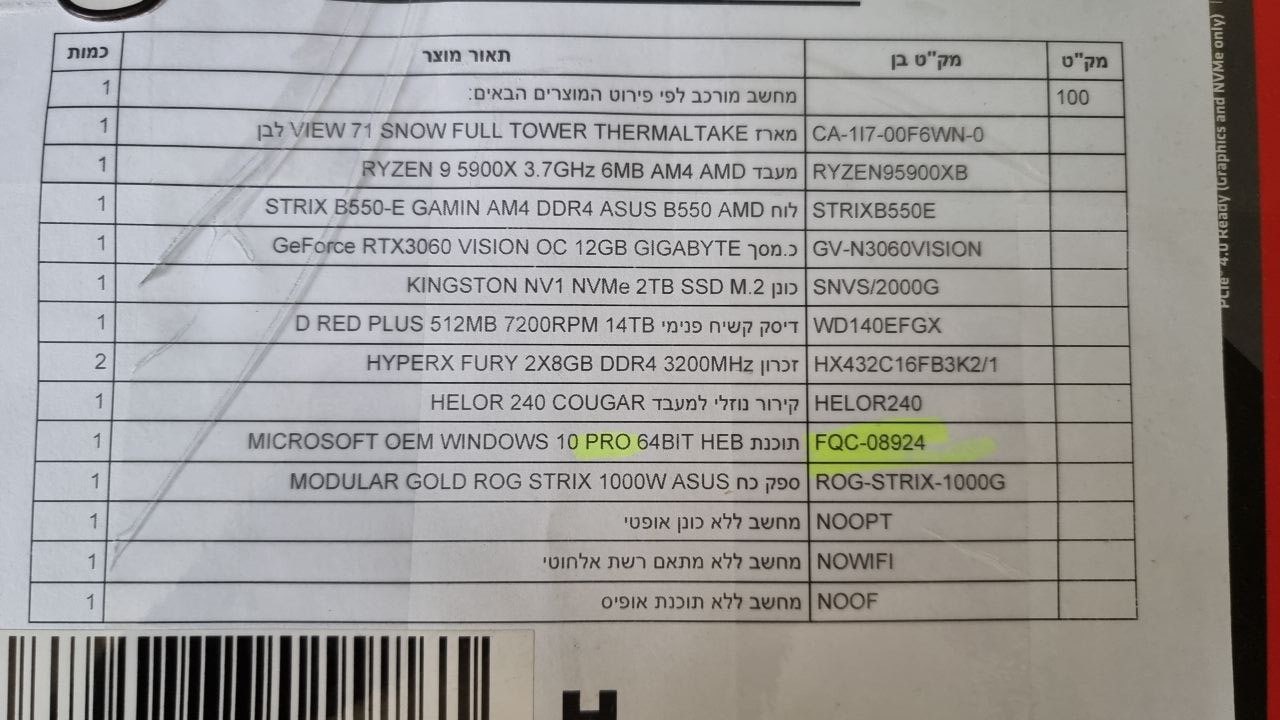 מק"ט מק"ט בן תאור מוצר כמות
100 מחשב מורכב לפי פירוט המוצרים הבאים: 1
CA-1I7-00F6WN-0 מארז VIEW 71 SNOW FULL TOWER THERMALTAKE לבן 1
RYZEN95900XB מעבד RYZEN 9 5900X 3.7GHz 6MB AM4 AMD 1
STRIXB550E לוח STRIX B550-E GAMIN AM4 DDR4 ASUS B550 AMD 1
GV-N3060VISION כ.מסך GeForce RTX3060 VISION OC 12GB GIGABYTE 1
SNVS/2000G כונן KINGSTON NV1 NVMe 2TB SSD M.2 1
WD140EFGX דיסק קשיח פנימי D RED PLUS 512MB 7200RPM 14TB 1
HX432C16FB3K2/1 זכרון HYPERX FURY 2X8GB DDR4 3200MHz 2
HELOR240 קירור נוזלי למעבד HELOR 240 COUGAR 1
FQC-08924 תוכנת MICROSOFT OEM WINDOWS 10 PRO 64BIT HEB 1
ROG-STRIX-1000G ספק כח MODULAR GOLD ROG STRIX 1000W ASUS 1
NOOPT מחשב ללא כונן אופטי 1
NOWIFI מחשב ללא מתאם רשת אלחוטי 1
NOOF מחשב ללא תוכנת אופיס 1
PCIe 4.0 Ready (Graphics and NVMe only)